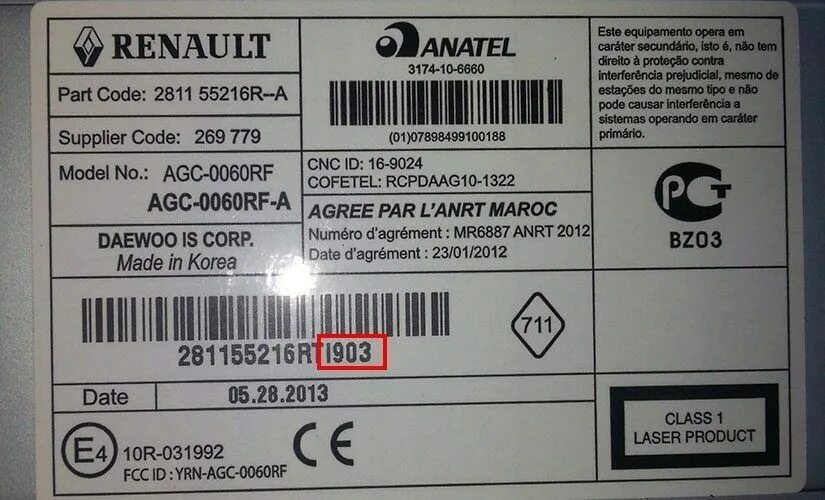 RENAULT
Part Code: 2811 55216R--A
Supplier Code: 269 779
Model No.: AGC-0060RF
AGC-0060RF-A
DAEWOO IS CORP.
Made in Korea
ANATEL
3174-10-6660
(01)07898499100188
CNC ID: 16-9024
COFETEL: RCPDAAG10-1322
AGREE PAR L'ANRT MAROC
Numéro d'agrément : MR6887 ANRT 2012
Date d'agrément : 23/01/2012
Este equipamento opera em
caráter secundário, isto é, não tem
direito à proteção contra
interferência prejudicial, mesmo de
estações do mesmo tipo e não
pode causar interferência a
sistemas operando em caráter
primário.
PCT
BZ03
281155216RTI903
711
Date 05.28.2013
E4 10R-031992
FCC ID : YRN-AGC-0060RF
CE
CLASS 1
LASER PRODUCT